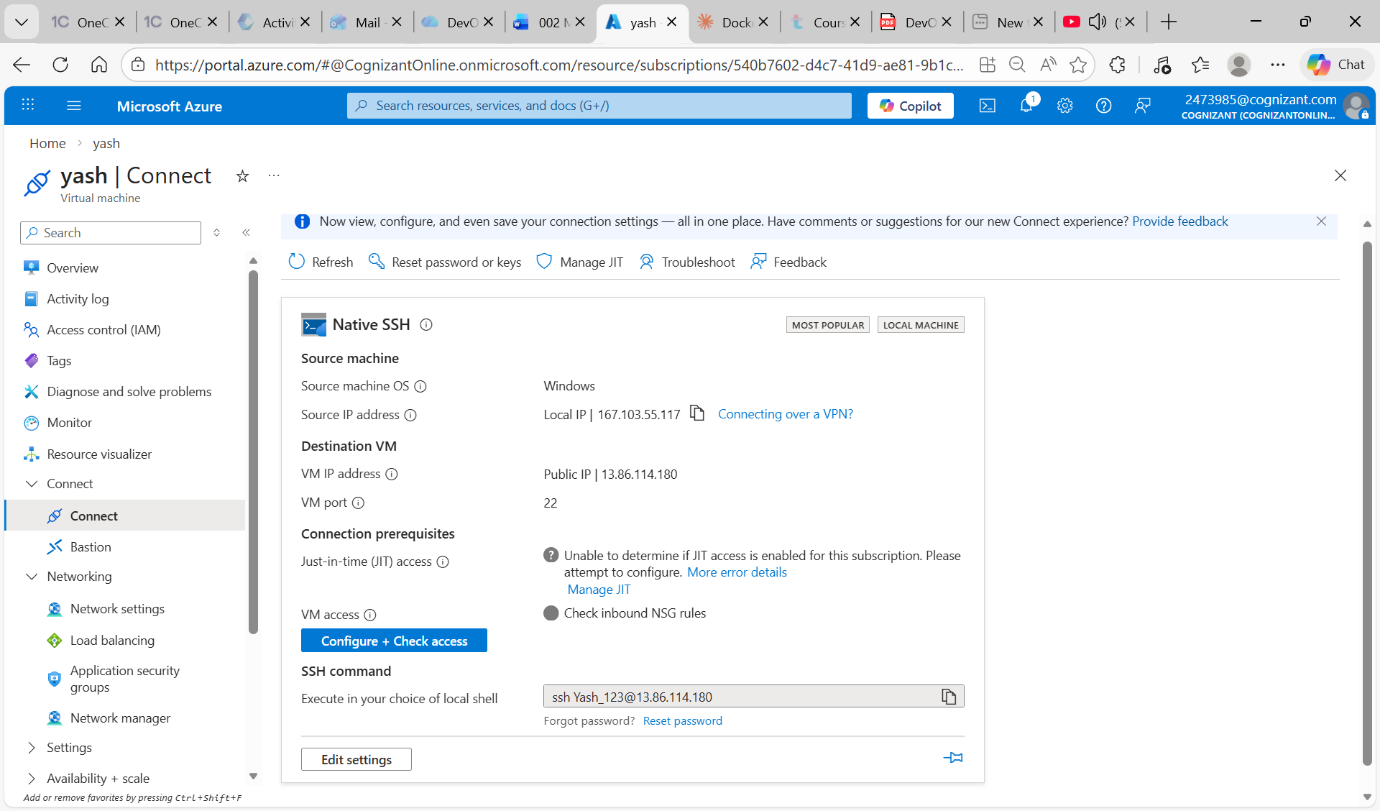 OneC
OneC
Activi
Mail -
DevO
002 M
yash -
Dock
Cours
DevO
New
https://portal.azure.com/#@CognizantOnline.onmicrosoft.com/resource/subscriptions/540b7602-d4c7-41d9-ae81-9b1c...
Chat
Microsoft Azure
Search resources, services, and docs (G+/)
Copilot
1
2473985@cognizant.com
COGNIZANT (COGNIZANTONLIN...
Home > yash
yash | Connect
Virtual machine
Search
Overview
Activity log
Access control (IAM)
Tags
Diagnose and solve problems
Monitor
Resource visualizer
Connect
Connect
Bastion
Networking
Network settings
Load balancing
Application security
groups
Network manager
Settings
Availability + scale
Add or remove favorites by pressing Ctrl+Shift+F
Now view, configure, and even save your connection settings — all in one place. Have comments or suggestions for our new Connect experience? Provide feedback
Refresh Reset password or keys Manage JIT Troubleshoot Feedback
Native SSH
MOST POPULAR LOCAL MACHINE
Source machine
Source machine OS Windows
Source IP address Local IP | 167.103.55.117 Connecting over a VPN?
Destination VM
VM IP address Public IP | 13.86.114.180
VM port 22
Connection prerequisites
Just-in-time (JIT) access Unable to determine if JIT access is enabled for this subscription. Please
attempt to configure. More error details
Manage JIT
VM access Check inbound NSG rules
Configure + Check access
SSH command
Execute in your choice of local shell ssh Yash_123@13.86.114.180
Forgot password? Reset password
Edit settings